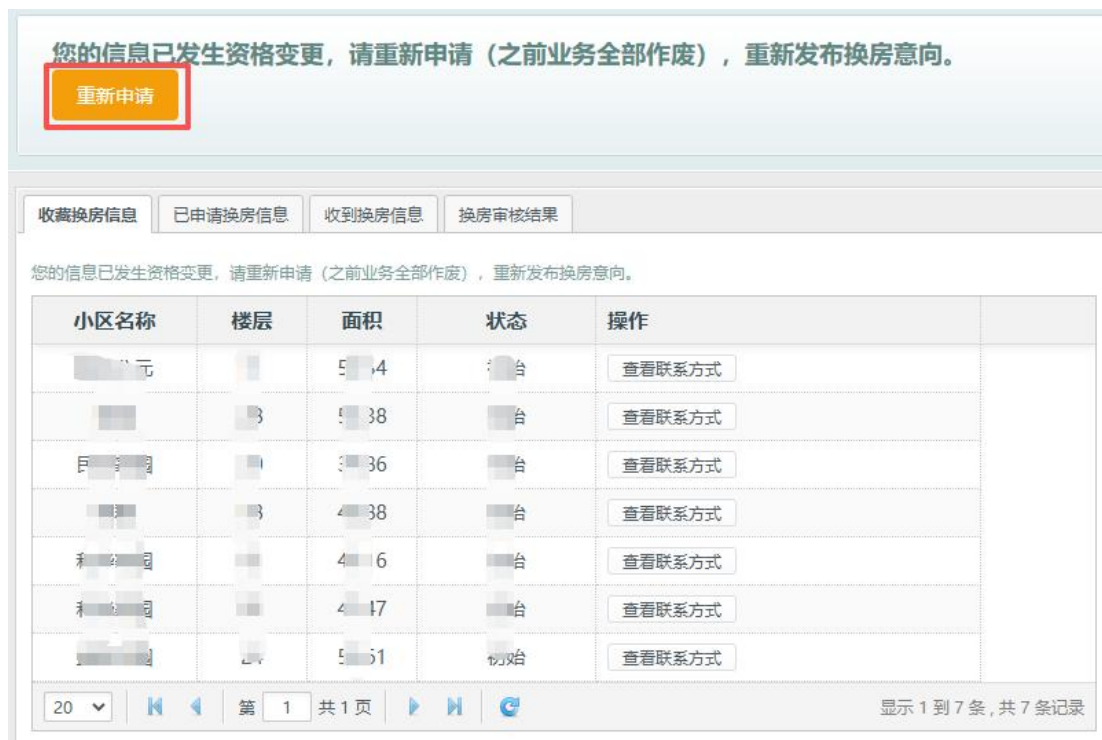 您的信息已发生资格变更，请重新申请（之前业务全部作废），重新发布换房意向。
重新申请
收藏换房信息 已申请换房信息 收到换房信息 换房审核结果
您的信息已发生资格变更，请重新申请（之前业务全部作废），重新发布换房意向。
小区名称 楼层 面积 状态 操作
查看联系方式
查看联系方式
查看联系方式
查看联系方式
查看联系方式
查看联系方式
初始 查看联系方式
20 第 1 共1页 显示1到7条,共7条记录